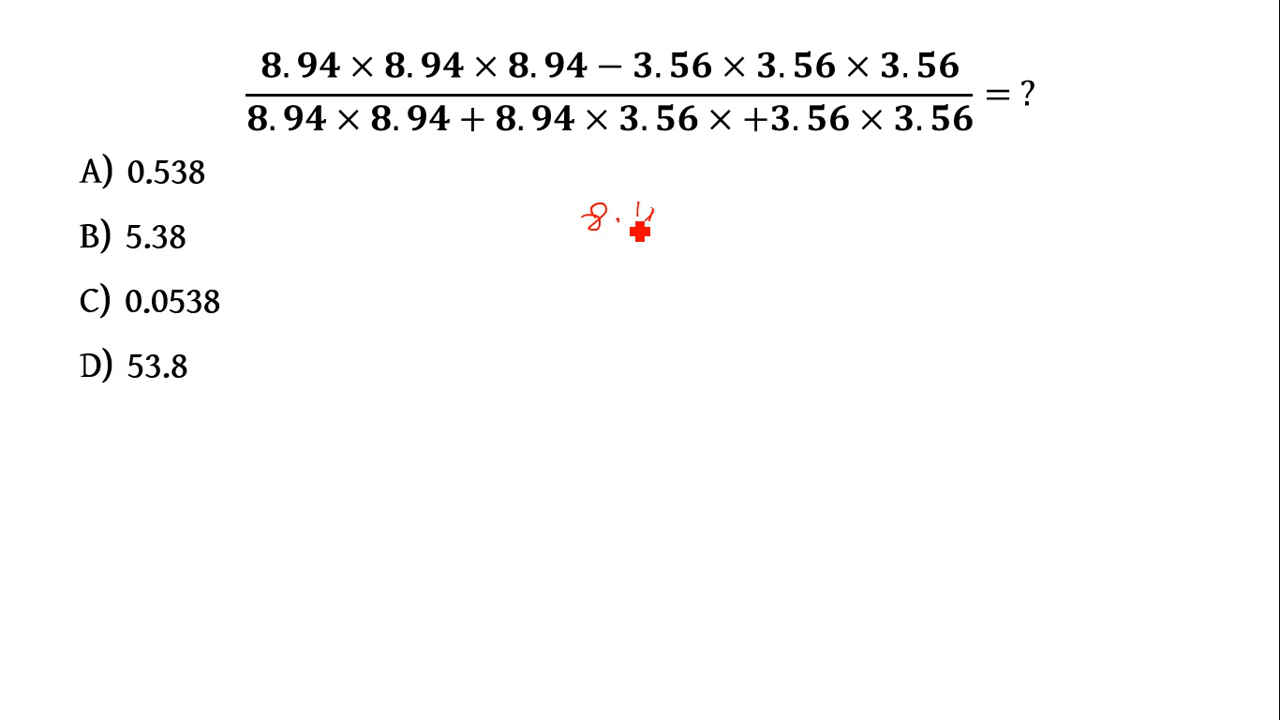 8.94 × 8.94 × 8.94 − 3.56 × 3.56 × 3.56
8.94 × 8.94 + 8.94 × 3.56 × +3.56 × 3.56
= ?
A) 0.538
B) 5.38
C) 0.0538
D) 53.8
8.